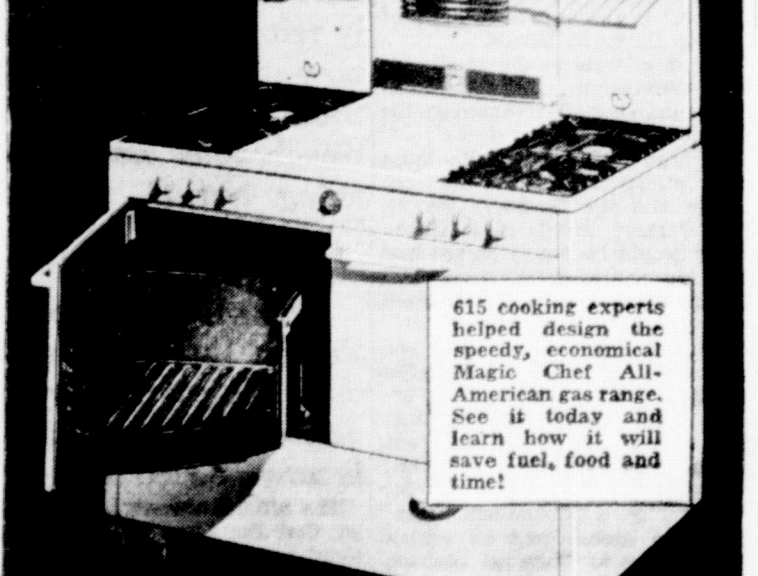 615 cooking experts
helped design the
speedy, economical
Magic Chef All-
American gas range.
See it today and
learn how it will
save fuel, food and
time!